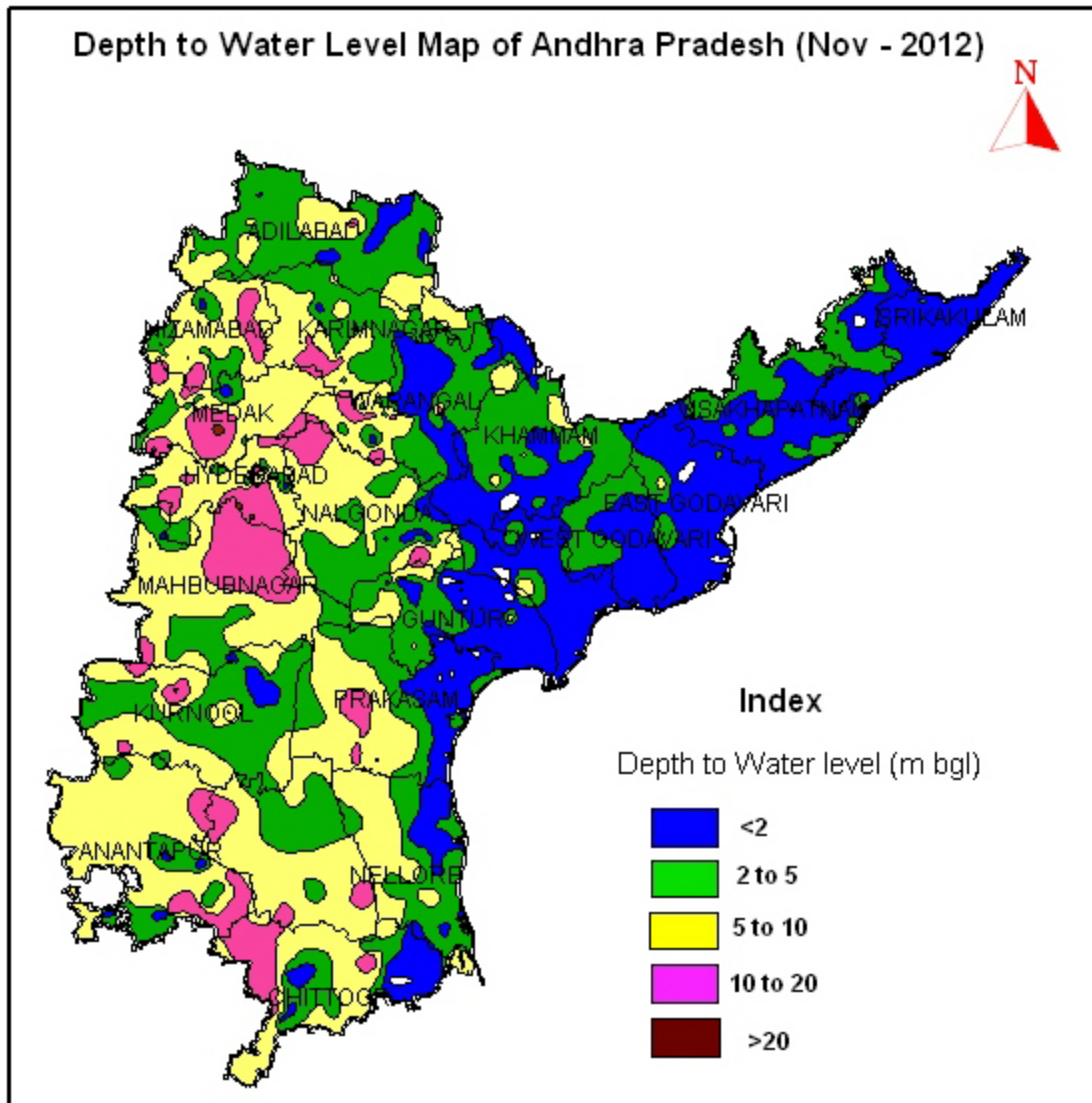 Depth to Water Level Map of Andhra Pradesh (Nov - 2012)
N
ADILABAD
SRIKAKULAM
NIZAMABAD
KARIMNAGAR
WARANGAL
VISAKHAPATNAM
MEDAK
KHAMMAM
HYDERABAD
EAST GODAVARI
NALGONDA
WEST GODAVARI
MAHBUBNAGAR
GUNTUR
PRAKASAM
KURNOOL
Index
Depth to Water level (m bgl)
<2
ANANTAPUR
2 to 5
NELLORE
5 to 10
10 to 20
CHITTOO
>20